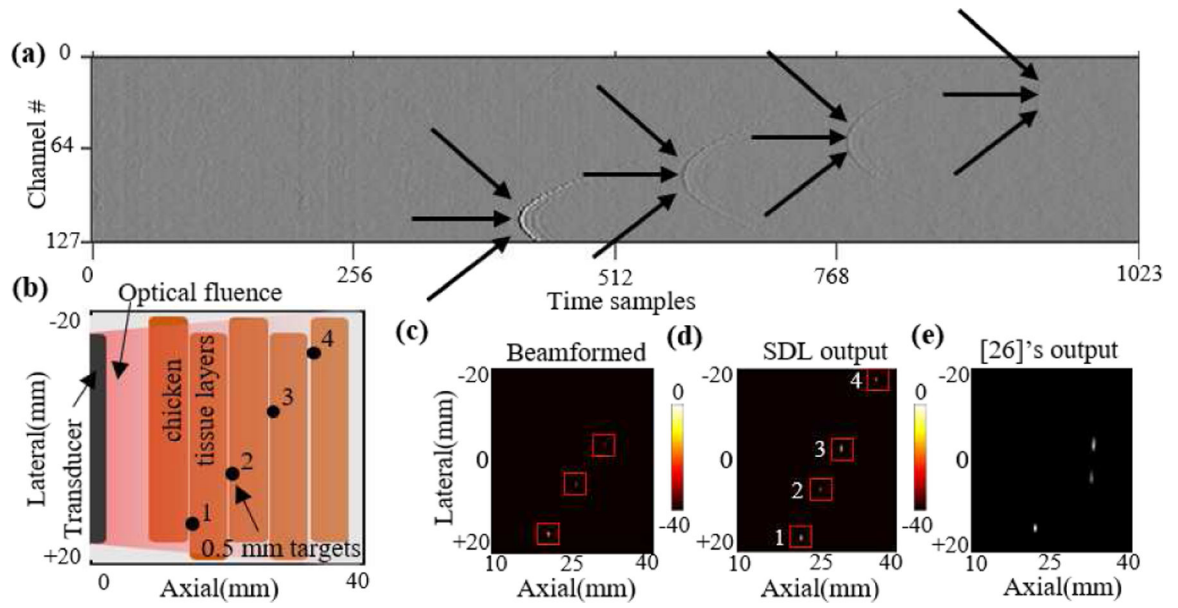 (a)
0
64
127
Channel #
0
256
512
768
1023
Time samples
(b)
Optical fluence
-20
+20
Lateral(mm)
Transducer
chicken
tissue layers
1
2
3
4
0.5 mm targets
0
40
Axial(mm)
(c)
Beamformed
-20
0
+20
Lateral(mm)
10
25
40
Axial(mm)
0
-40
(d)
SDL output
-20
0
+20
4
3
2
1
10
25
40
Axial(mm)
0
-40
(e)
[26]'s output
-20
0
+20
10
25
40
Axial(mm)